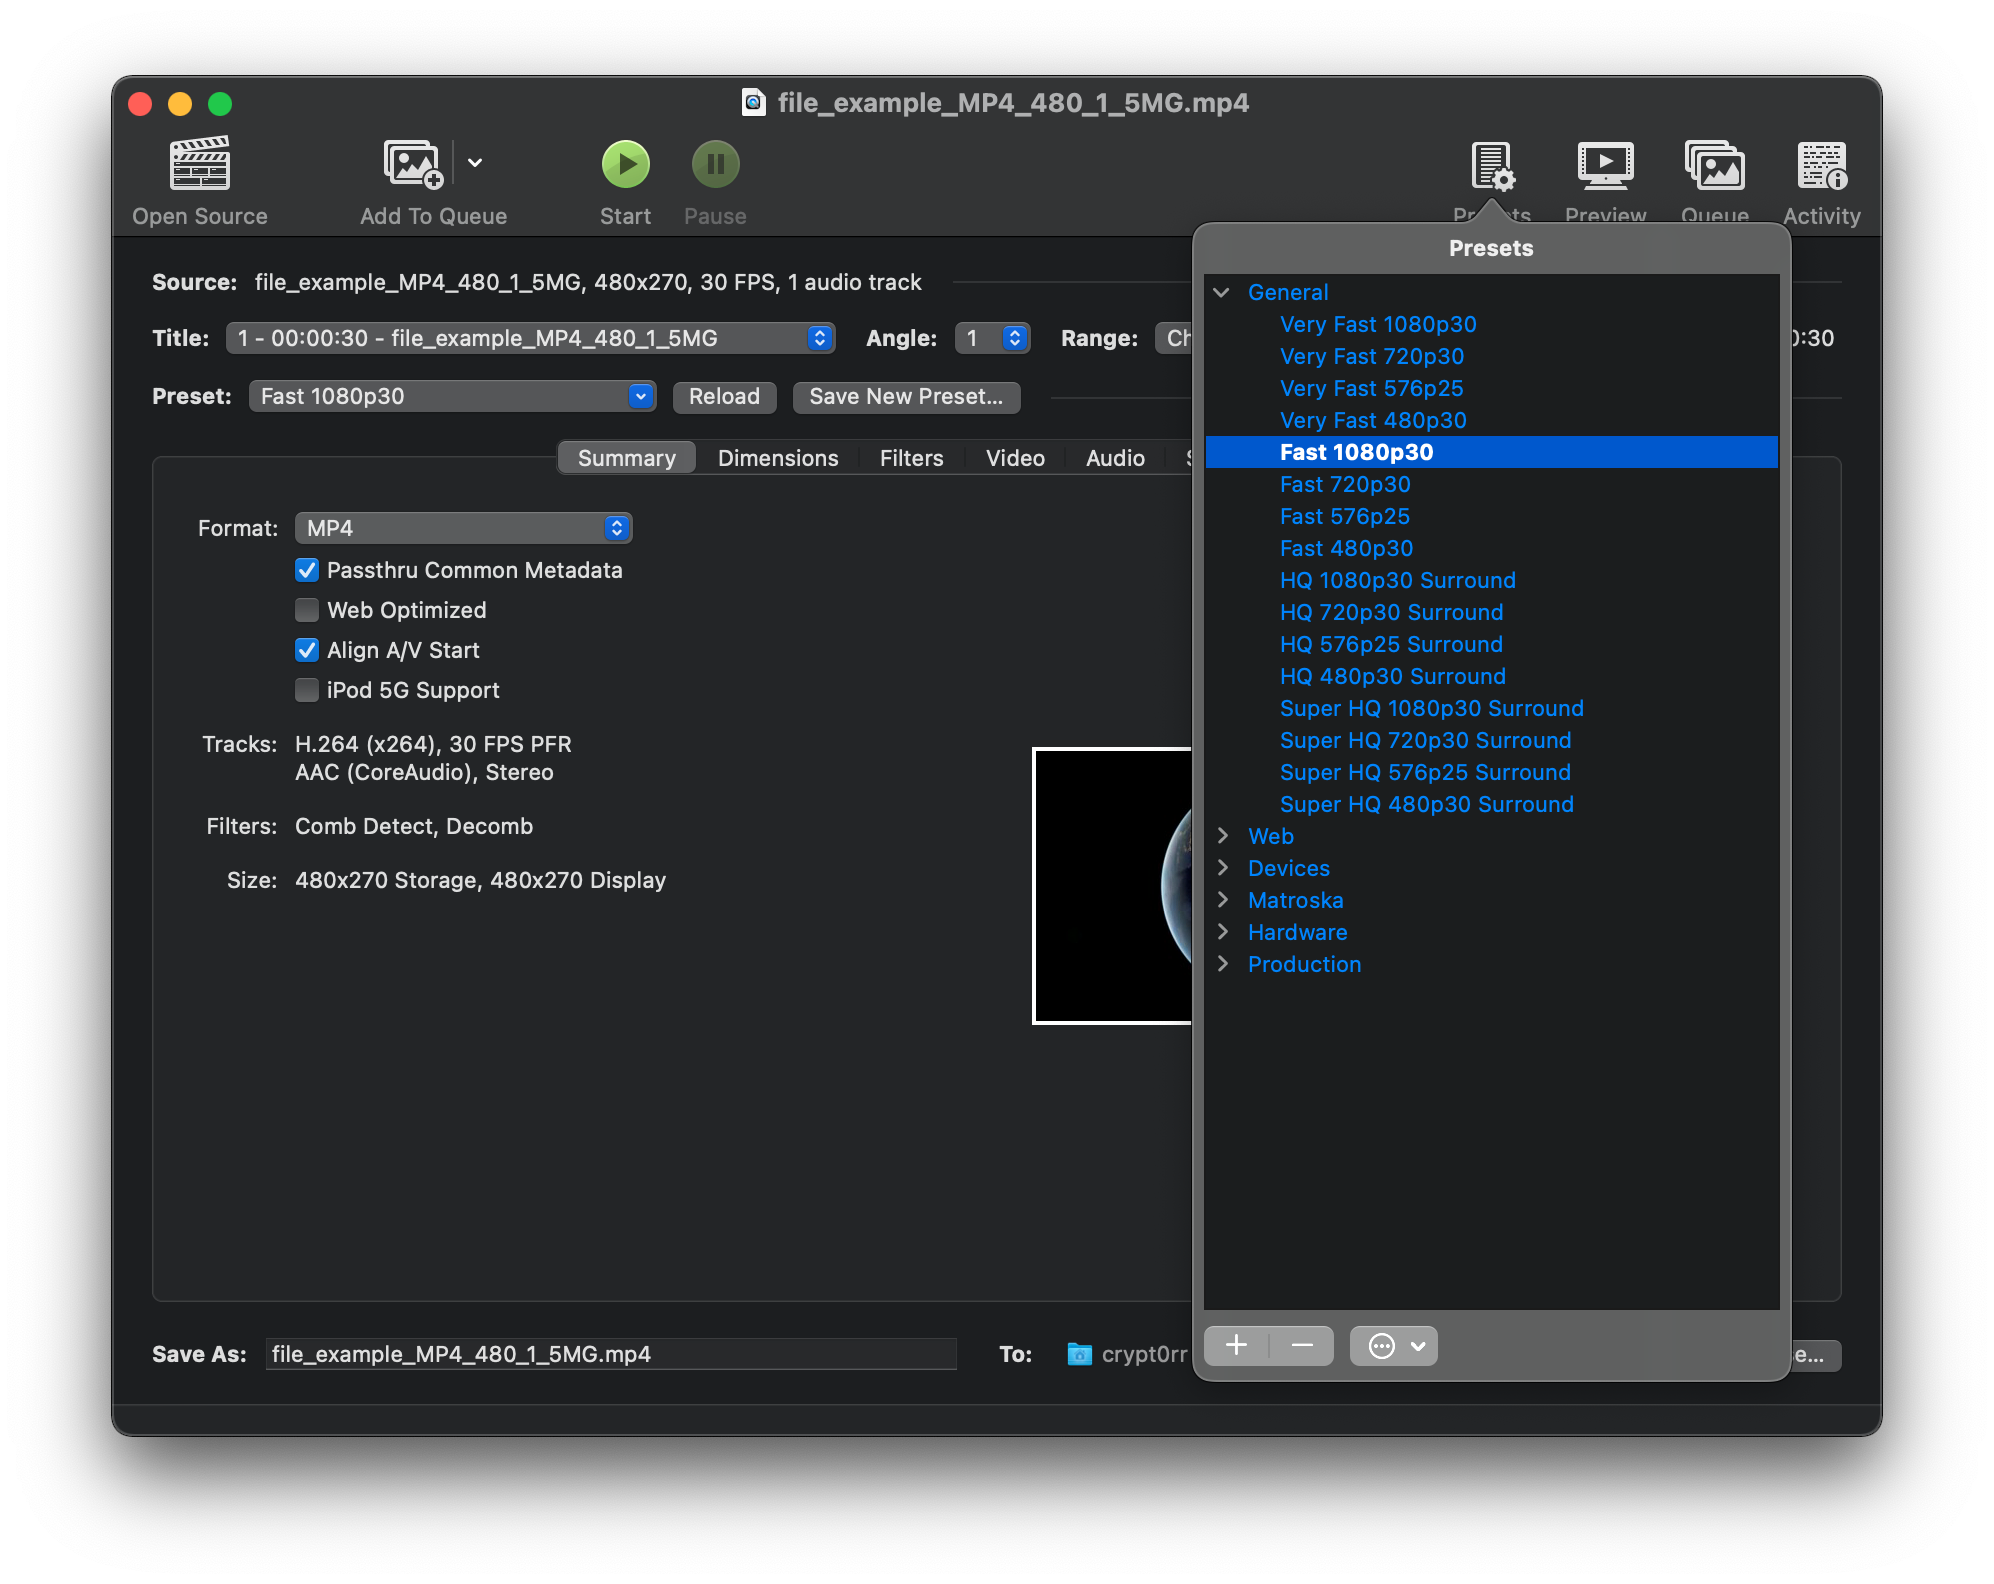 file_example_MP4_480_1_5MG.mp4
Open Source
Add To Queue
Start
Pause
Preview
Queue
Activity
Presets
Source: file_example_MP4_480_1_5MG, 480x270, 30 FPS, 1 audio track
Title: 1 - 00:00:30 - file_example_MP4_480_1_5MG Angle: 1 Range:
Preset: Fast 1080p30 Reload Save New Preset...
Summary Dimensions Filters Video Audio
Format: MP4
Passthru Common Metadata
Web Optimized
Align A/V Start
iPod 5G Support
Tracks: H.264 (x264), 30 FPS PFR
AAC (CoreAudio), Stereo
Filters: Comb Detect, Decomb
Size: 480x270 Storage, 480x270 Display
General
Very Fast 1080p30
Very Fast 720p30
Very Fast 576p25
Very Fast 480p30
Fast 1080p30
Fast 720p30
Fast 576p25
Fast 480p30
HQ 1080p30 Surround
HQ 720p30 Surround
HQ 576p25 Surround
HQ 480p30 Surround
Super HQ 1080p30 Surround
Super HQ 720p30 Surround
Super HQ 576p25 Surround
Super HQ 480p30 Surround
Web
Devices
Matroska
Hardware
Production
Save As: file_example_MP4_480_1_5MG.mp4 To: crypt0rr